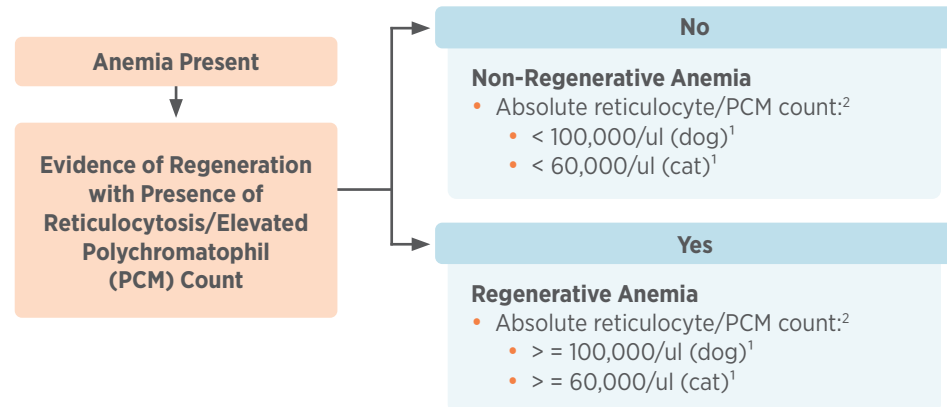 Anemia Present
Evidence of Regeneration
with Presence of
Reticulocytosis/Elevated
Polychromatophil
(PCM) Count
No
Non-Regenerative Anemia
• Absolute reticulocyte/PCM count:²
• < 100,000/ul (dog)¹
• < 60,000/ul (cat)¹
Yes
Regenerative Anemia
• Absolute reticulocyte/PCM count:²
• > = 100,000/ul (dog)¹
• > = 60,000/ul (cat)¹